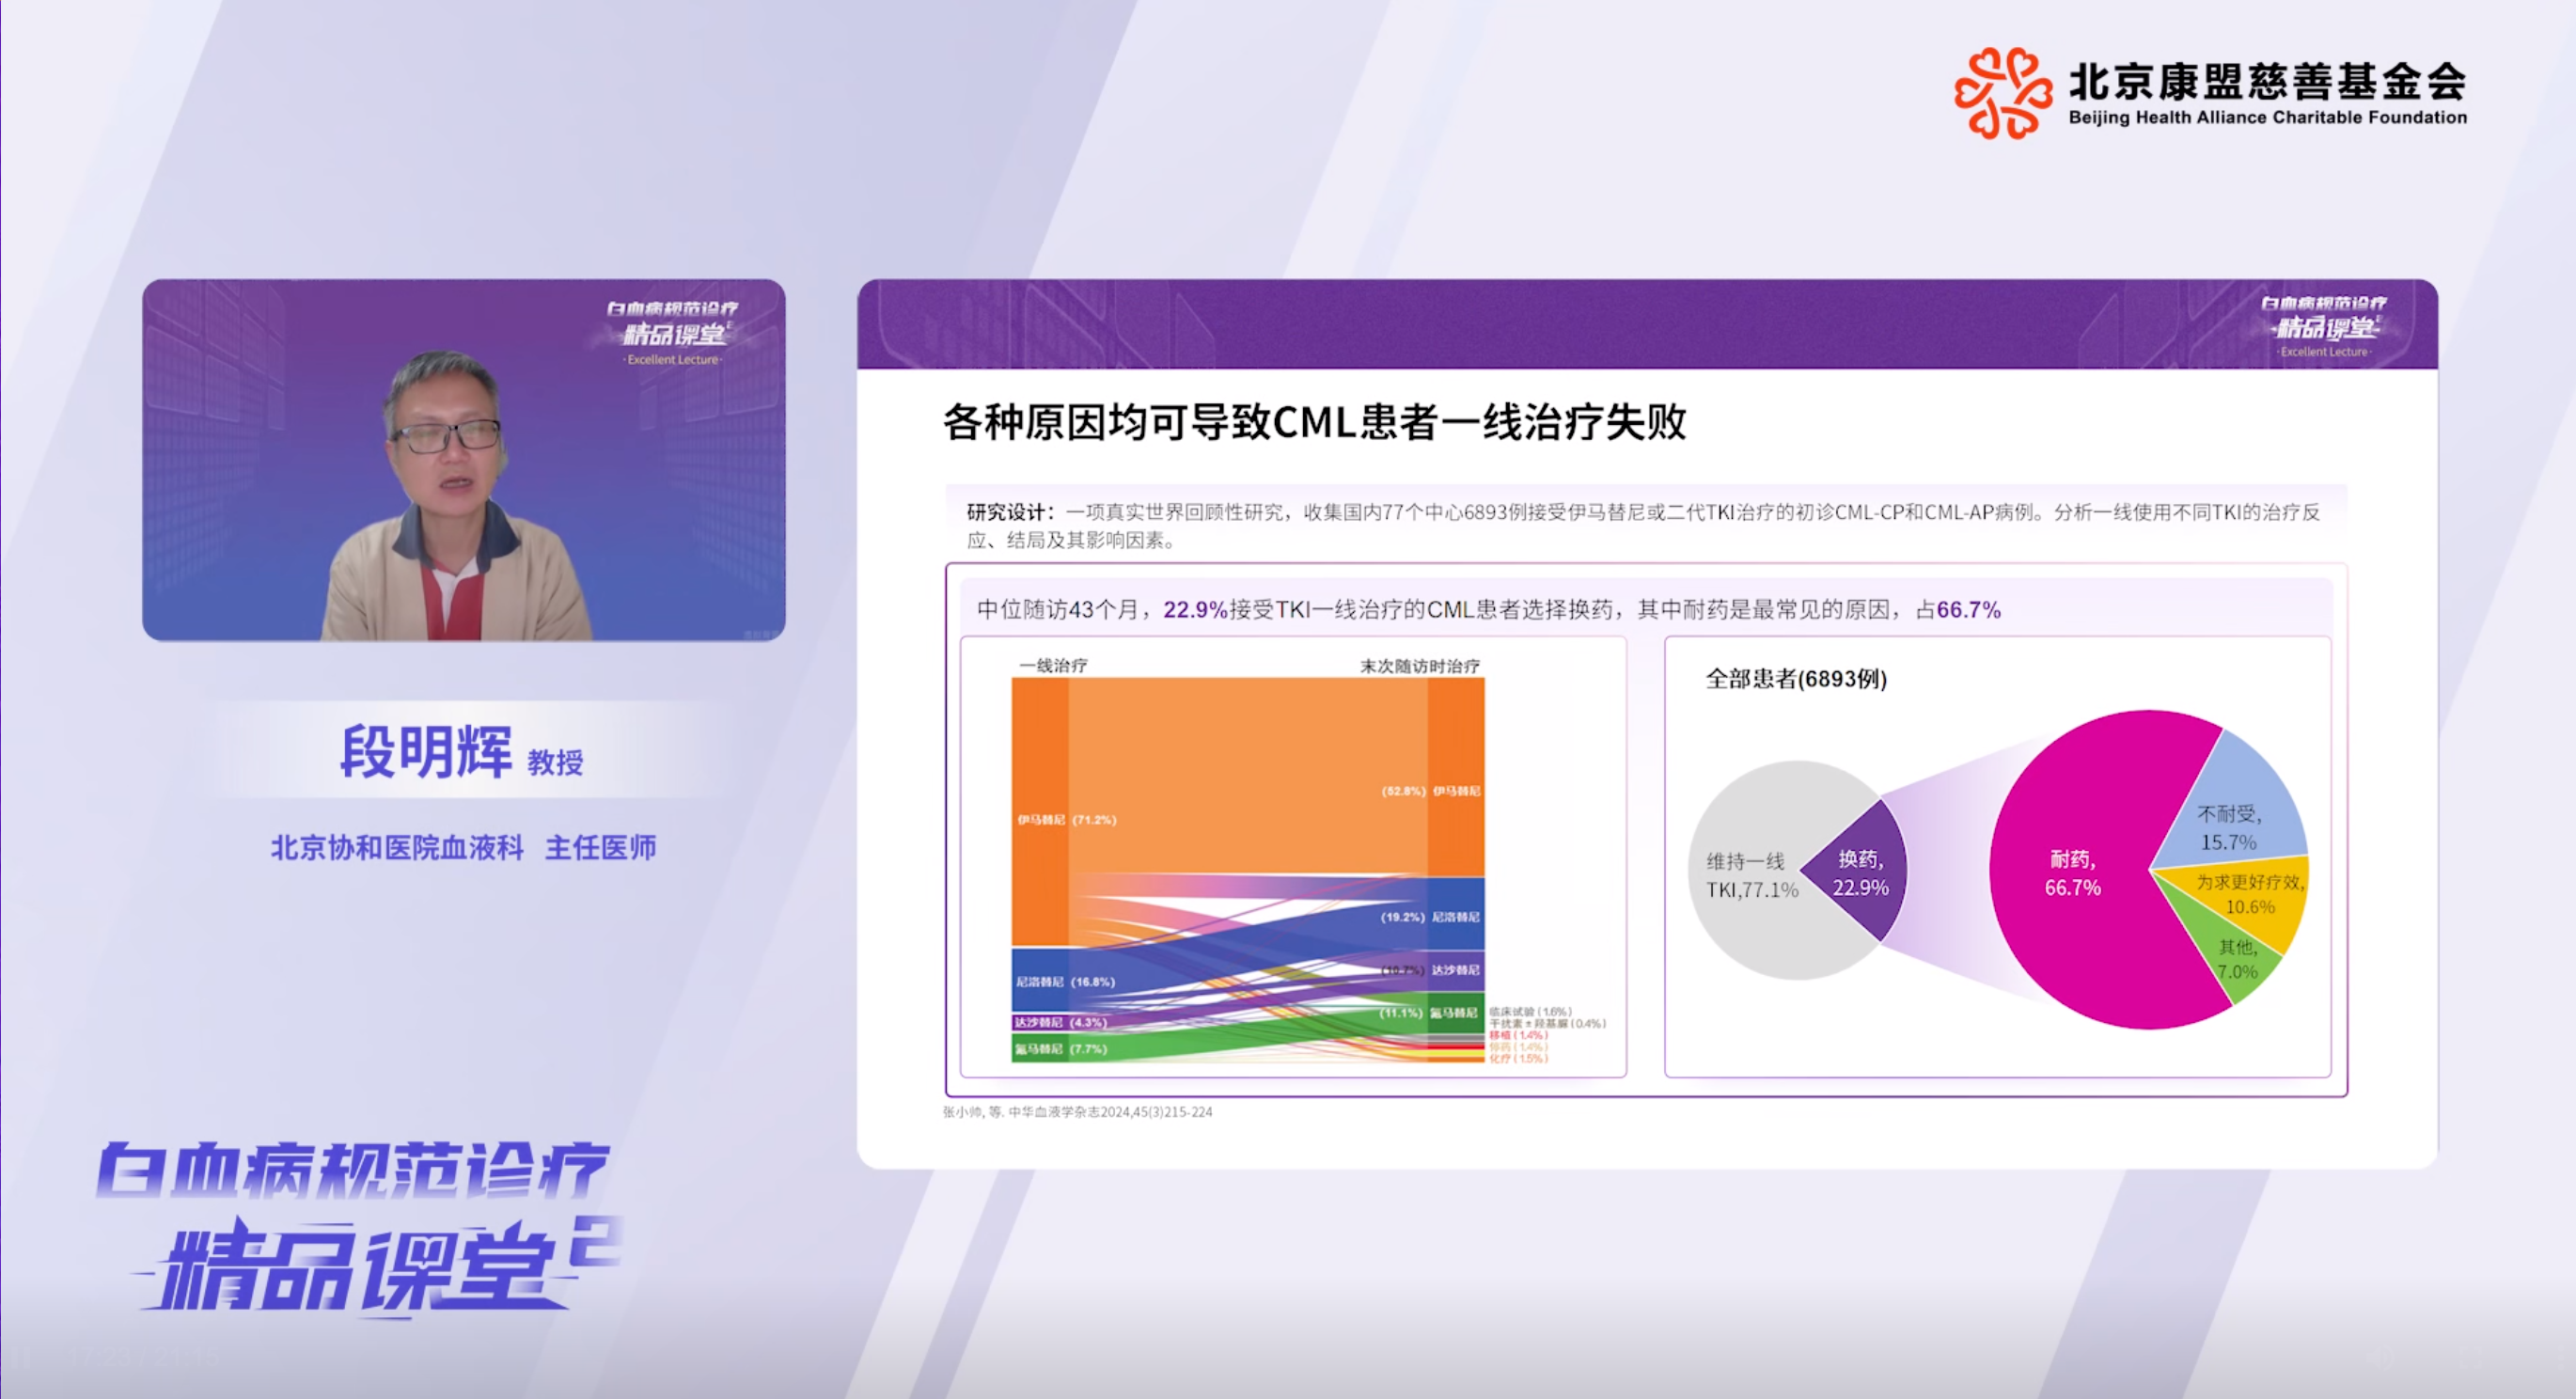 北京康盟慈善基金会
Beijing Health Alliance Charitable Foundation
白血病规范诊疗
精品课堂2
·Excellent Lecture·
段明辉 教授
北京协和医院血液科 主任医师
白血病规范诊疗
精品课堂2
白血病规范诊疗
精品课堂2
·Excellent Lecture·
各种原因均可导致CML患者一线治疗失败
研究设计：一项真实世界回顾性研究，收集国内77个中心6893例接受伊马替尼或二代TKI治疗的初诊CML-CP和CML-AP病例。分析一线使用不同TKI的治疗反
应、结局及其影响因素。
中位随访43个月，22.9%接受TKI一线治疗的CML患者选择换药，其中耐药是最常见的原因，占66.7%
一线治疗
末次随访时治疗
伊马替尼 (71.2%)
尼洛替尼 (16.8%)
达沙替尼 (4.3%)
氟马替尼 (7.7%)
(52.8%) 伊马替尼
(19.2%) 尼洛替尼
(10.7%) 达沙替尼
(11.1%) 氟马替尼
临床试验 (1.6%)
干扰素±羟基脲 (0.4%)
移植 (1.4%)
停药 (1.4%)
化疗 (1.5%)
全部患者(6893例)
维持一线
TKI,77.1%
换药,
22.9%
耐药,
66.7%
不耐受,
15.7%
为求更好疗效,
10.6%
其他,
7.0%
张小帅, 等. 中华血液学杂志2024,45(3)215-224